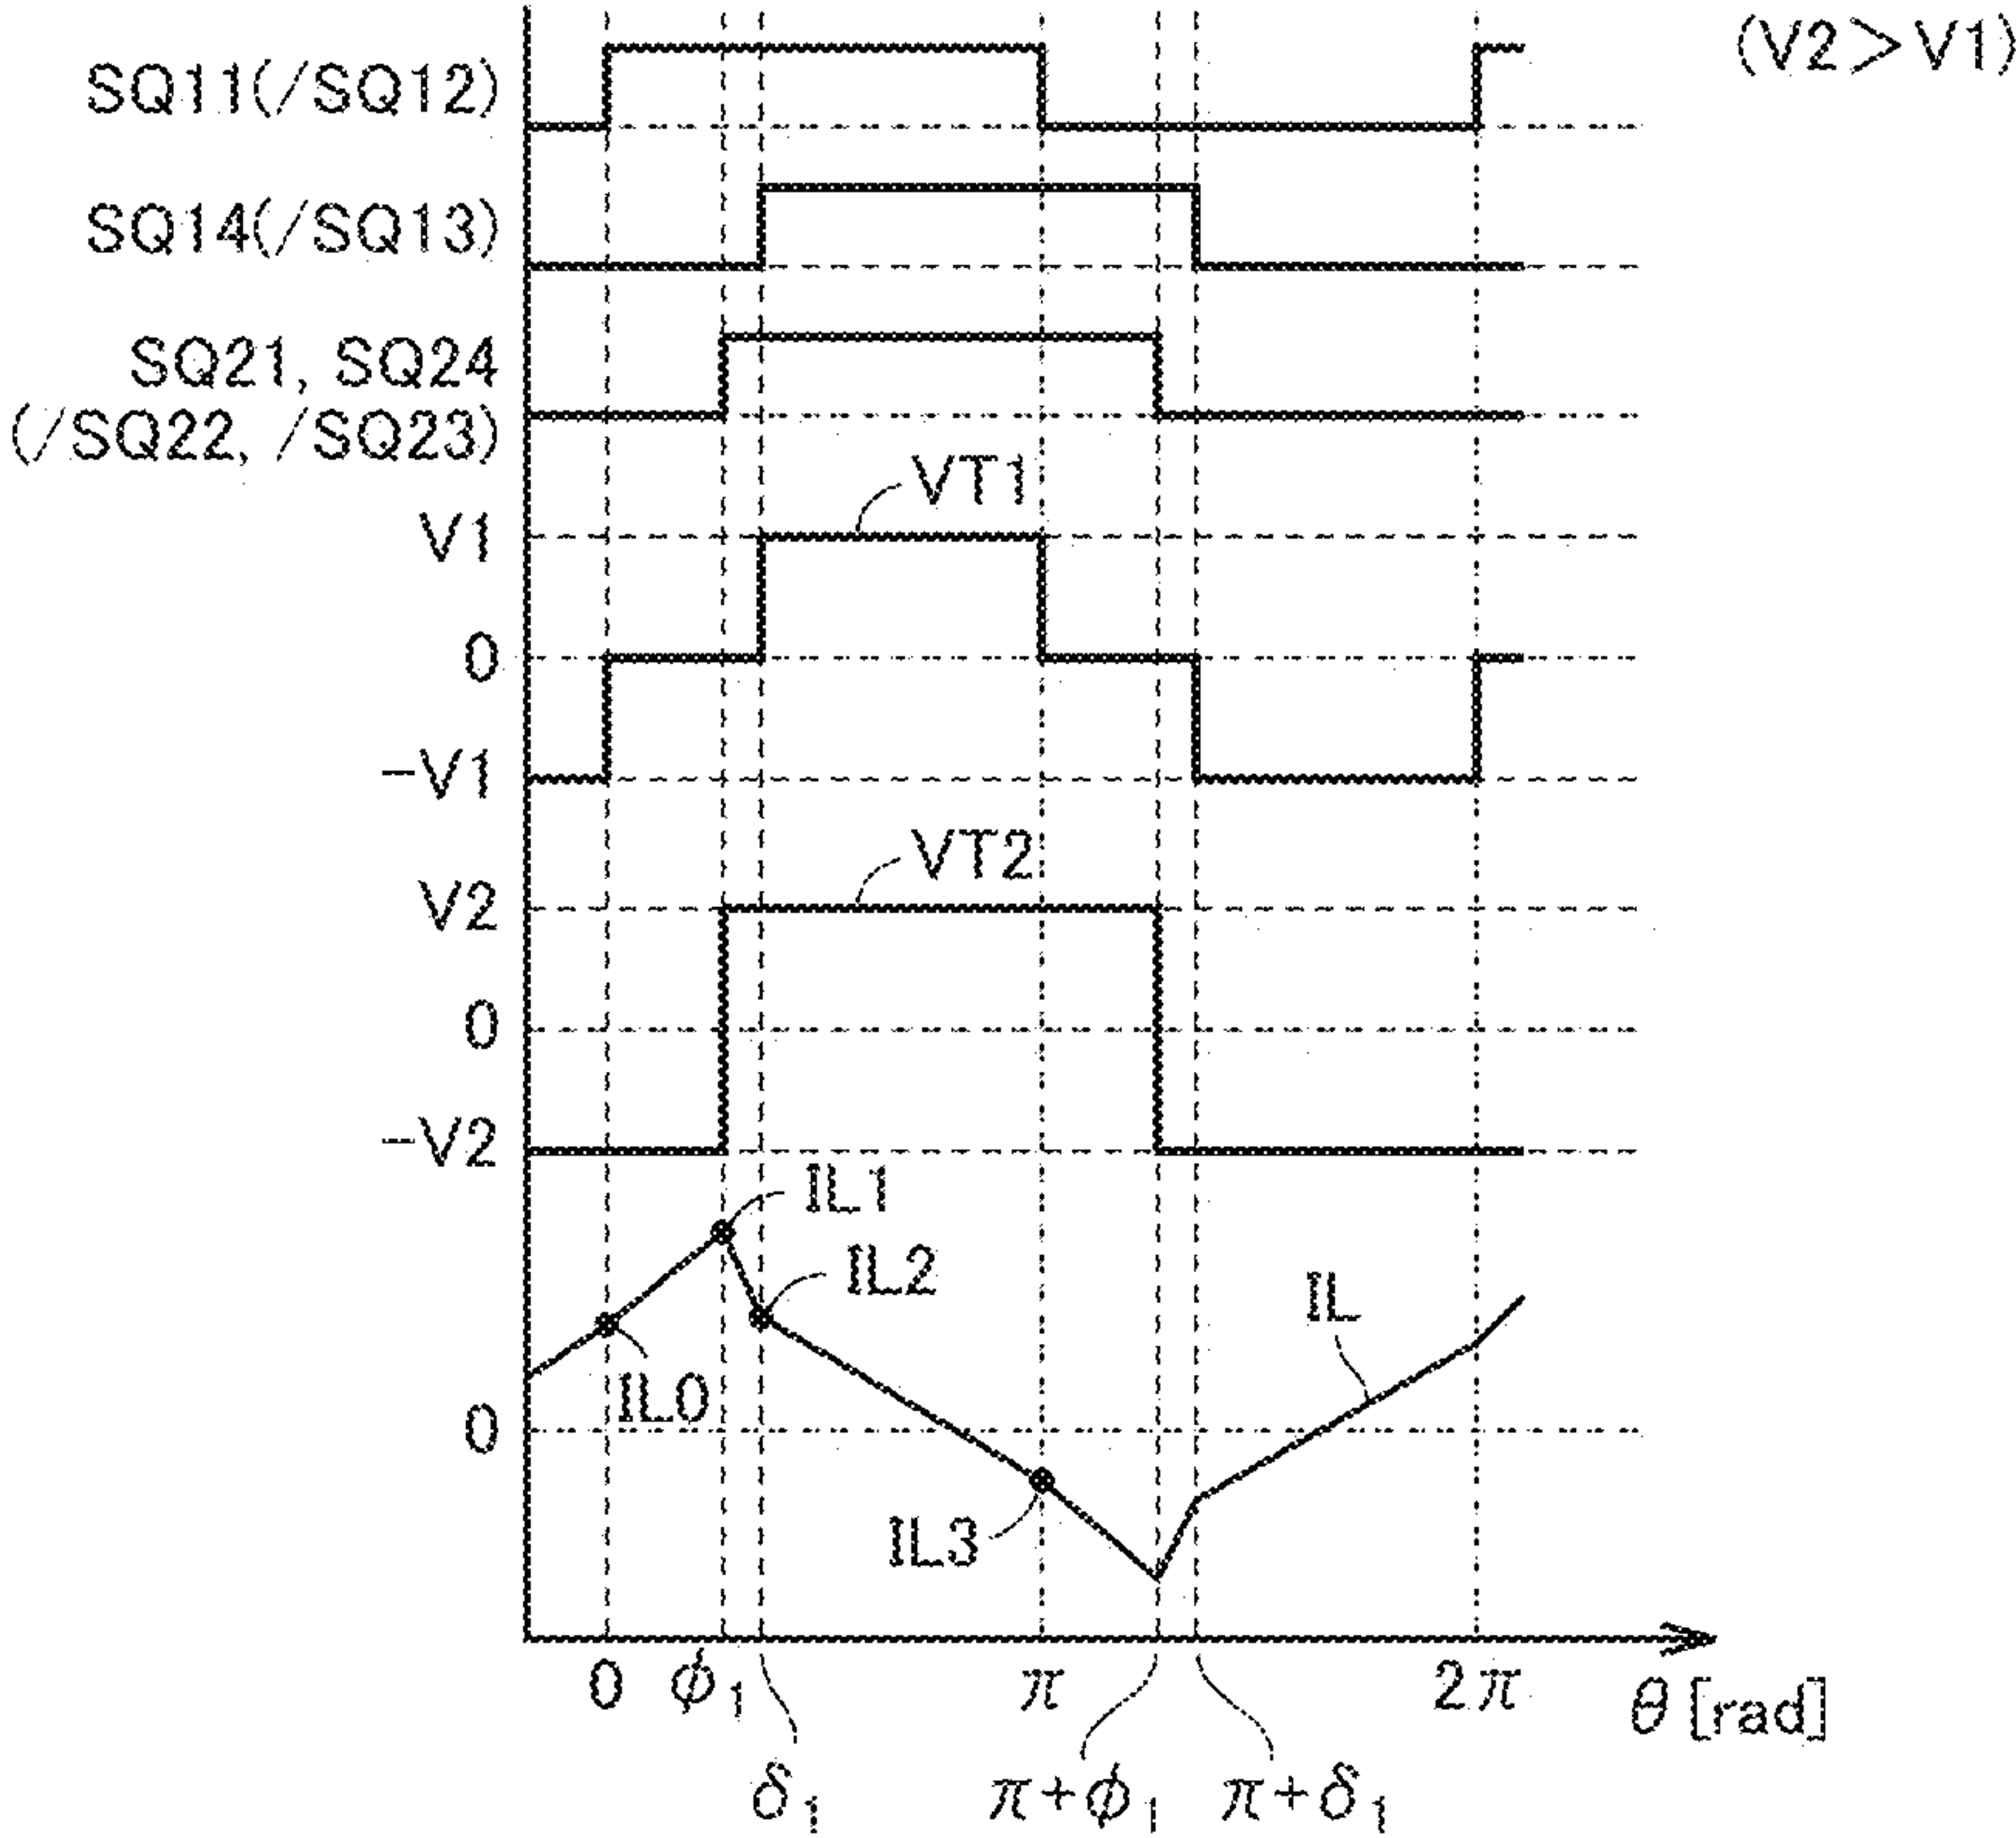 (V2>V1)
SQ11(/SQ12)
SQ14(/SQ13)
SQ21, SQ24
(/SQ22, /SQ23)
VT1
V1
0
-V1
VT2
V2
0
-V2
IL1
IL2
IL
IL0
0
IL3
0 ϕ1 π 2π θ [rad]
δ1 π+ϕ1 π+δ1